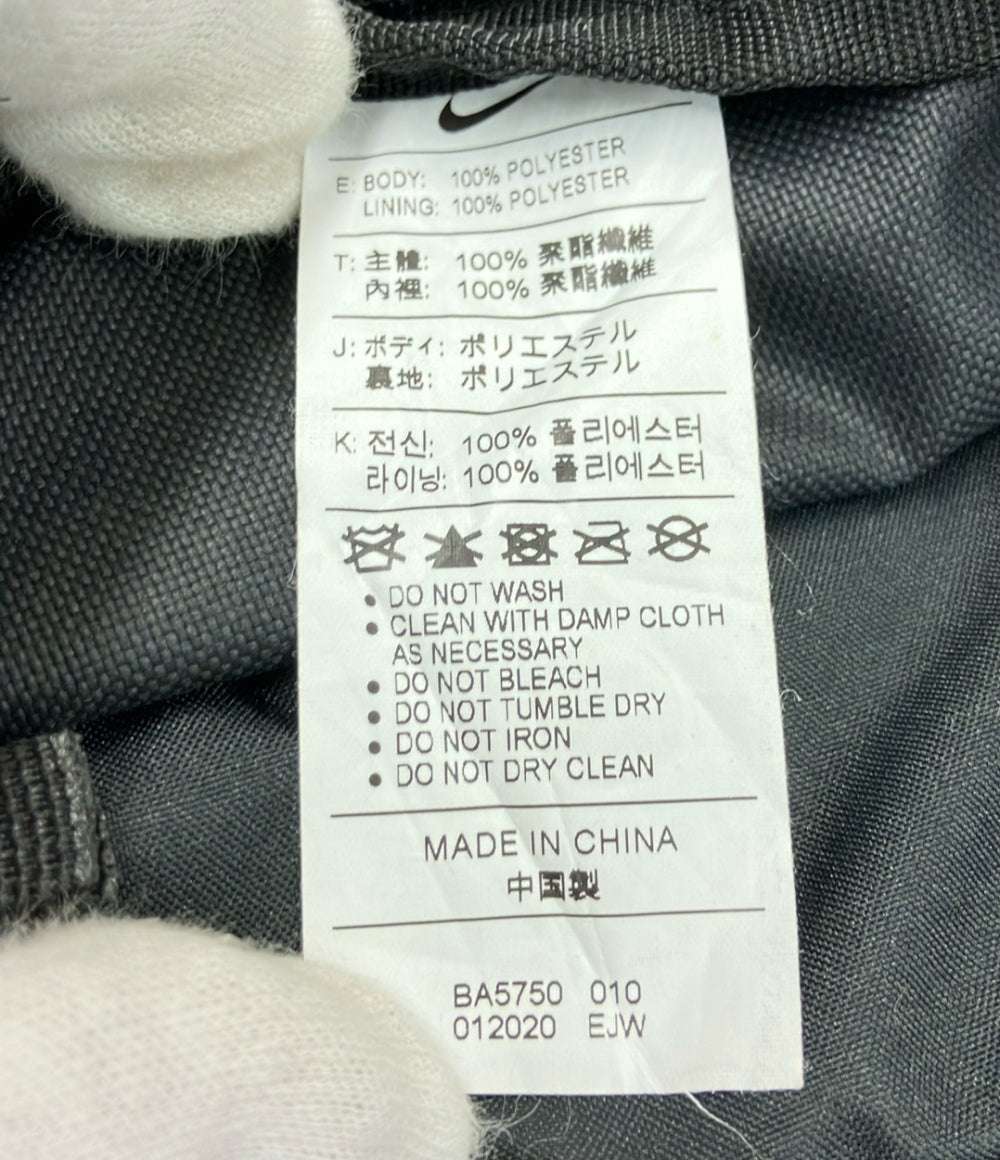 E: BODY: 100% POLYESTER
LINING: 100% POLYESTER
T: 主體: 100% 聚酯纖維
內裡: 100% 聚酯纖維
J: ボディ: ポリエステル
裏地: ポリエステル
K: 전신: 100% 폴리에스터
라이닝: 100% 폴리에스터
• DO NOT WASH
• CLEAN WITH DAMP CLOTH
AS NECESSARY
• DO NOT BLEACH
• DO NOT TUMBLE DRY
• DO NOT IRON
• DO NOT DRY CLEAN
MADE IN CHINA
中国製
BA5750 010
012020 EJW